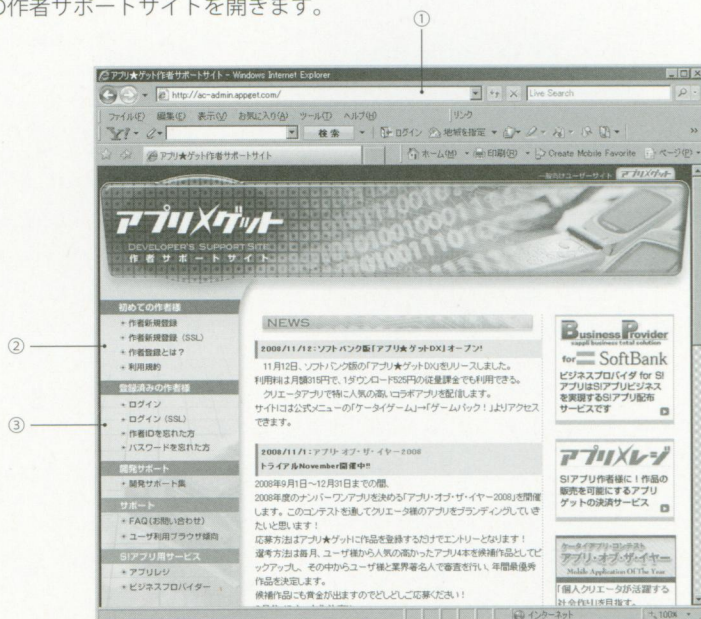 の作者サポートサイトを開きます。
①
アプリ★ゲット作者サポートサイト - Windows Internet Explorer
http://ac-admin.appget.com/
Live Search
ファイル(F) 編集(E) 表示(V) お気に入り(A) ツール(T) ヘルプ(H) リンク
検索 ログイン 地域を指定
アプリ★ゲット作者サポートサイト ホーム(M) 印刷(R) Create Mobile Favorite ページ(P)
一般向けユーザーサイト アプリメゲット
アプリメゲット
DEVELOPER'S SUPPORT SITE
作者サポートサイト
②
③
初めての作者様
作者新規登録
作者新規登録 (SSL)
作者登録とは?
利用規約
登録済みの作者様
ログイン
ログイン (SSL)
作者IDを忘れた方
パスワードを忘れた方
開発サポート
開発サポート集
サポート
FAQ(お問い合わせ)
ユーザ利用ブラウザ傾向
S!アプリ用サービス
アプリレジ
ビジネスプロバイダー
NEWS
2008/11/12:ソフトバンク版「アプリ★ゲットDX」オープン!
11月12日、ソフトバンク版の「アプリ★ゲットDX」をリリースしました。
利用料は月額315円で、1ダウンロード525円の従量課金でも利用できる。
クリエータアプリで特に人気の高いコラボアプリを配信します。
サイトには公式メニューの「ケータイゲーム」→「ゲームパック!」よりアクセス
できます。
2008/11/1:アプリ・オブ・ザ・イヤー2008
トライアルNovember開催中!!
2008年9月1日~12月31日までの間、
2008年度のナンバーワンアプリを決める「アプリ・オブ・ザ・イヤー2008」を開催
します。このコンテストを通してクリエータ様のアプリをブランディングしていき
たいと思います!
応募方法はアプリ★ゲットに作品を登録するだけでエントリーとなります!
選考方法は毎月、ユーザ様から人気の高かったアプリ4本を候補作品としてピ
ックアップし、その中からユーザ様と業界著名人で審査を行い、年間最優秀
作品を決定します。
候補作品にも賞金が出ますのでどしどしご応募ください!
Business Provider
sappli business total solution
for SoftBank
ビジネスプロバイダ for S!
アプリはS!アプリビジネス
を実現するS!アプリ配布
サービスです
アプリメレジ
S!アプリ作者様に!作品の
販売を可能にするアプリ
ゲットの決済サービス
ケータイアプリ・コンテスト
アプリ・オブ・ザ・イヤー
Mobile Application Of The Year
「個人クリエータが活躍する
社会作り」を目指す。
インターネット 100%